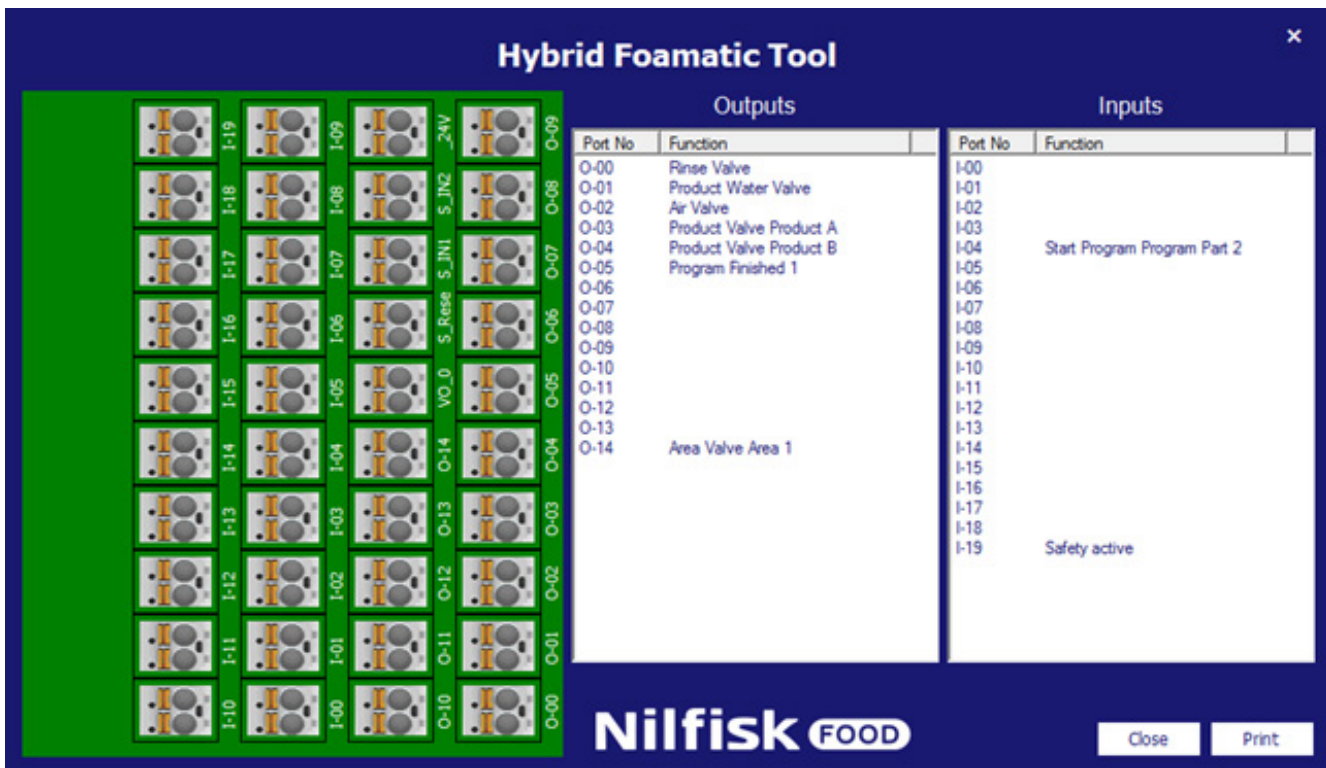 Hybrid Foamatic Tool
×
I-19 I-09 _24V O-09
I-18 I-08 S_IN2 O-08
I-17 I-07 S_IN1 O-07
I-16 I-06 S_Rese O-06
I-15 I-05 VO_0 O-05
I-14 I-04 O-14 O-04
I-13 I-03 O-13 O-03
I-12 I-02 O-12 O-02
I-11 I-01 O-11 O-01
I-10 I-00 O-10 O-00
Outputs
Port No Function
O-00 Rinse Valve
O-01 Product Water Valve
O-02 Air Valve
O-03 Product Valve Product A
O-04 Product Valve Product B
O-05 Program Finished 1
O-06
O-07
O-08
O-09
O-10
O-11
O-12
O-13
O-14 Area Valve Area 1
Inputs
Port No Function
I-00
I-01
I-02
I-03
I-04 Start Program Program Part 2
I-05
I-06
I-07
I-08
I-09
I-10
I-11
I-12
I-13
I-14
I-15
I-16
I-17
I-18
I-19 Safety active
Nilfisk FOOD
Close Print